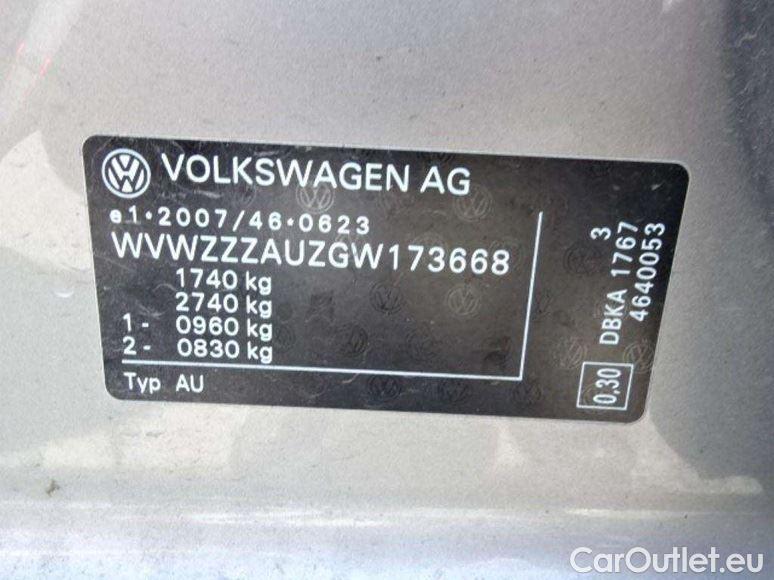 VOLKSWAGEN AG
e1*2007/46*0623
WVWZZZAUZGW173668
1740 kg
2740 kg
1 - 0960 kg
2 - 0830 kg
Typ AU
3
DBKA 1767
4640053
0,30
CarOutlet.eu